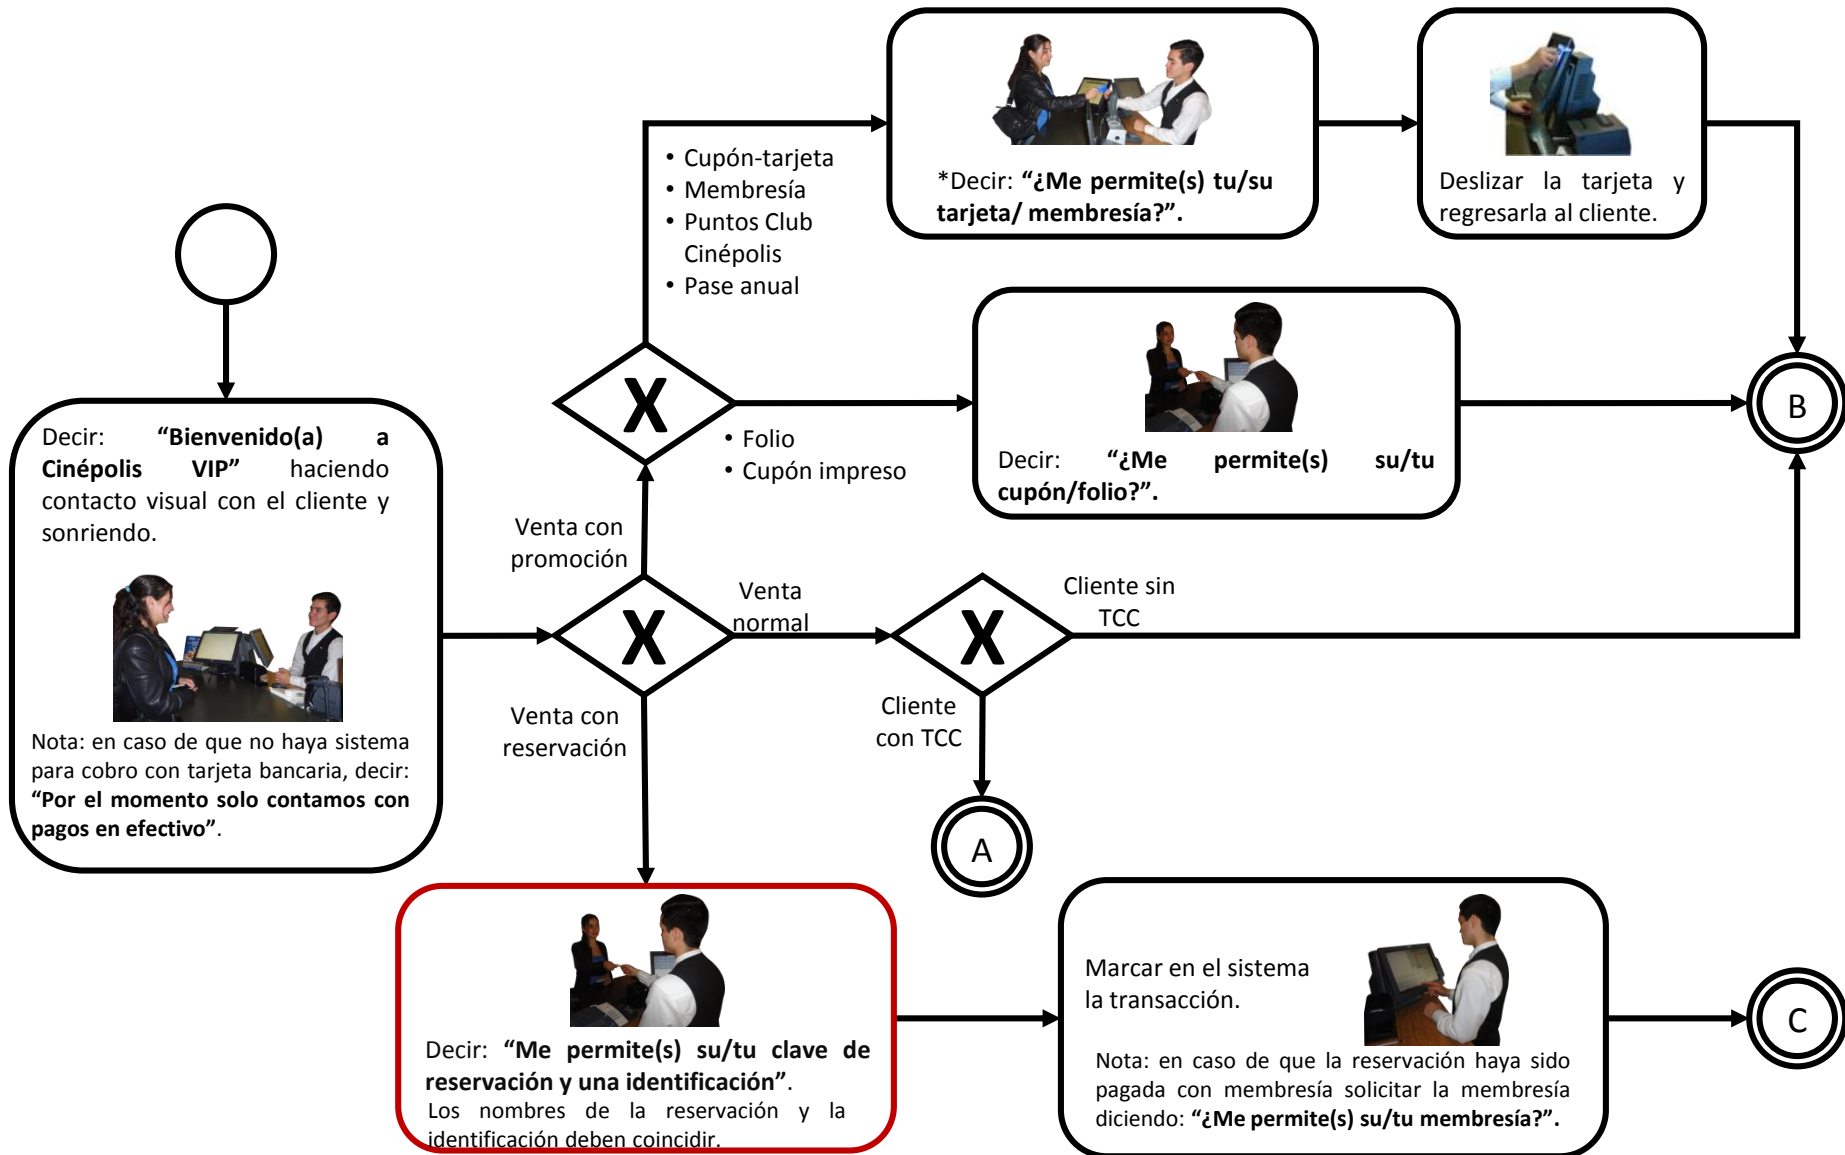 Decir: “Bienvenido(a) a
Cinépolis VIP” haciendo
contacto visual con el cliente y
sonriendo.
Nota: en caso de que no haya sistema
para cobro con tarjeta bancaria, decir:
“Por el momento solo contamos con
pagos en efectivo”.
X
Venta con
promoción
Venta
normal
Venta con
reservación
X
• Cupón-tarjeta
• Membresía
• Puntos Club
Cinépolis
• Pase anual
*Decir: “¿Me permite(s) tu/su
tarjeta/ membresía?”.
Deslizar la tarjeta y
regresarla al cliente.
• Folio
• Cupón impreso
Decir: “¿Me permite(s) su/tu
cupón/folio?”.
B
X
Cliente sin
TCC
Cliente
con TCC
A
Decir: “Me permite(s) su/tu clave de
reservación y una identificación”.
Los nombres de la reservación y la
identificación deben coincidir.
Marcar en el sistema
la transacción.
Nota: en caso de que la reservación haya sido
pagada con membresía solicitar la membresía
diciendo: “¿Me permite(s) su/tu membresía?”.
C